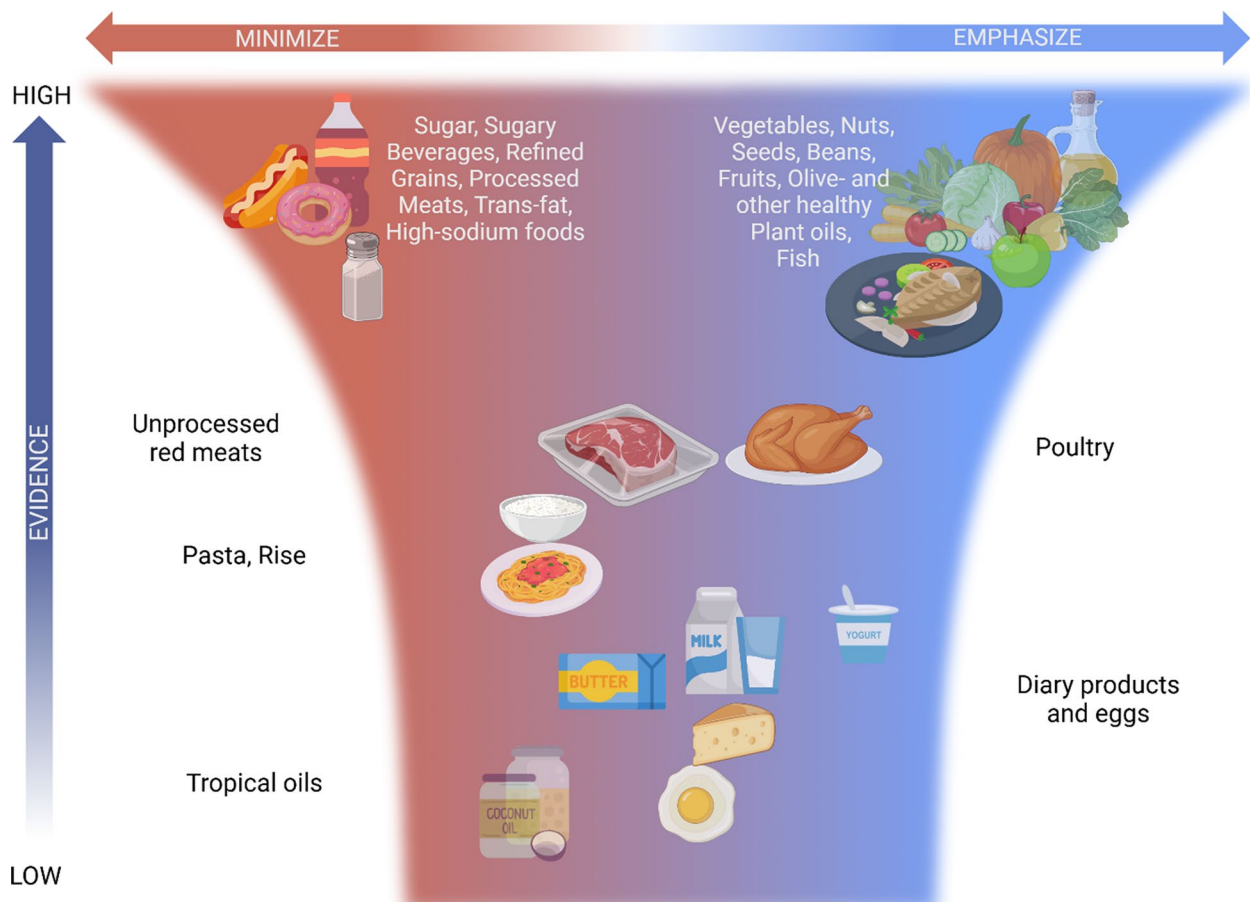 MINIMIZE
EMPHASIZE
HIGH
Sugar, Sugary
Beverages, Refined
Grains, Processed
Meats, Trans-fat,
High-sodium foods
Vegetables, Nuts,
Seeds, Beans,
Fruits, Olive- and
other healthy
Plant oils,
Fish
EVIDENCE
Unprocessed
red meats
Poultry
Pasta, Rise
MILK
YOGURT
BUTTER
Diary products
and eggs
Tropical oils
COCONUT
OIL
LOW